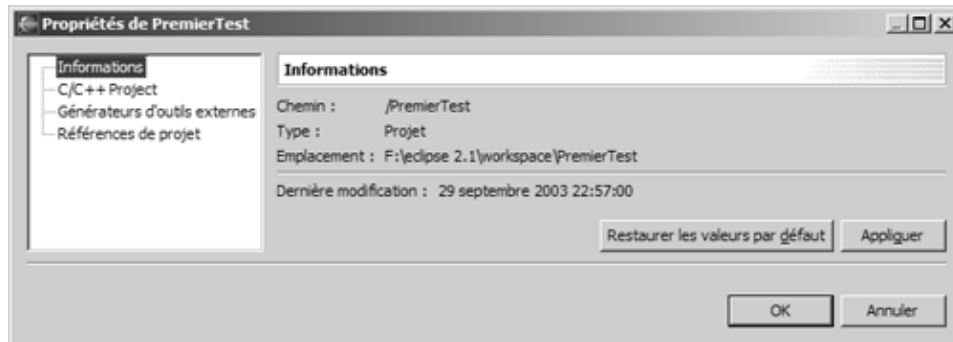 Propriétés de PremierTest
Informations
C/C++ Project
Générateurs d'outils externes
Références de projet
Informations
Chemin : /PremierTest
Type : Projet
Emplacement : F:\eclipse 2.1\workspace\PremierTest
Dernière modification : 29 septembre 2003 22:57:00
Restaurer les valeurs par défaut
Appliquer
OK
Annuler